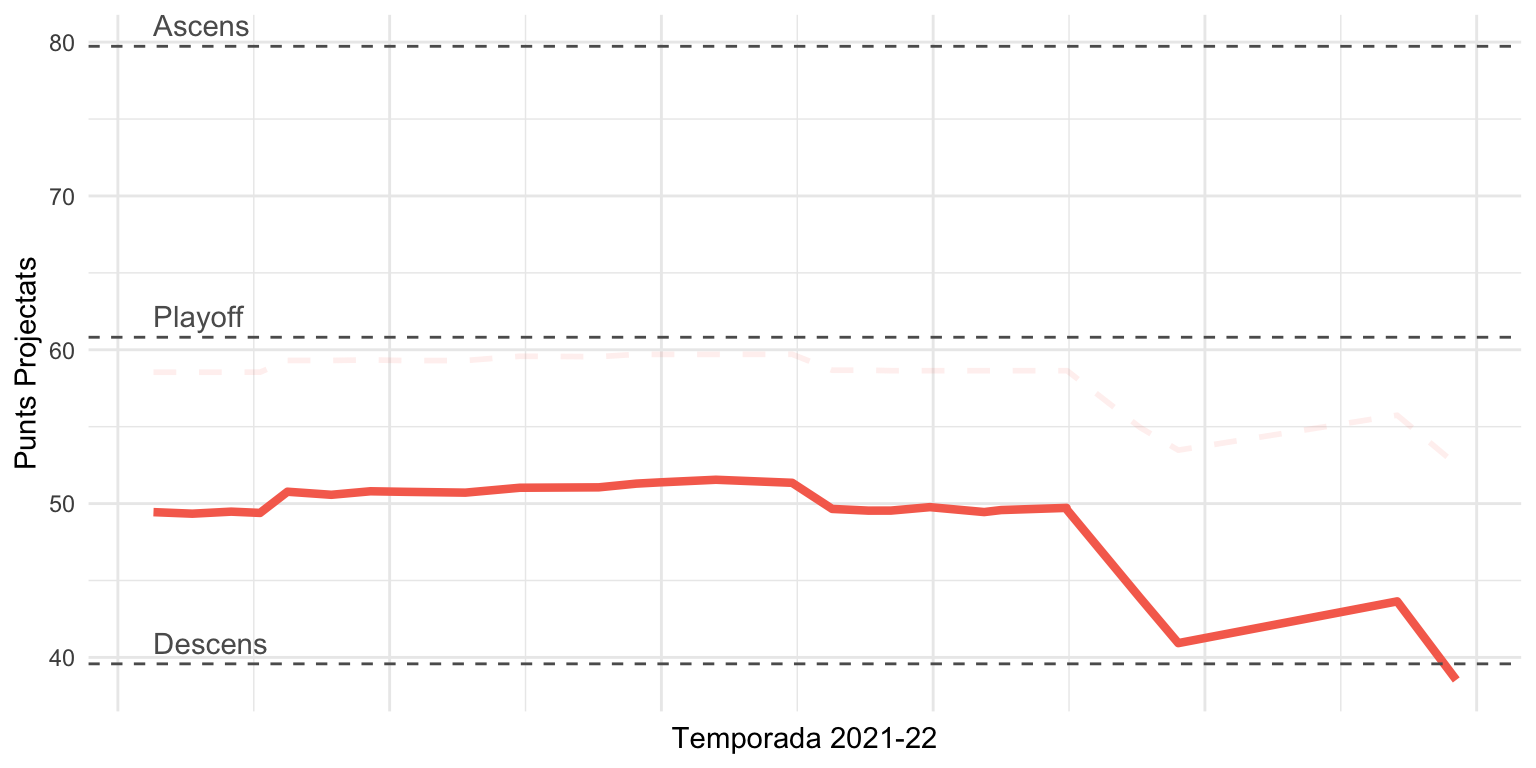 Ascens
80
70
Playoff
60
50
Descens
40
Punts Projectats
Temporada 2021-22